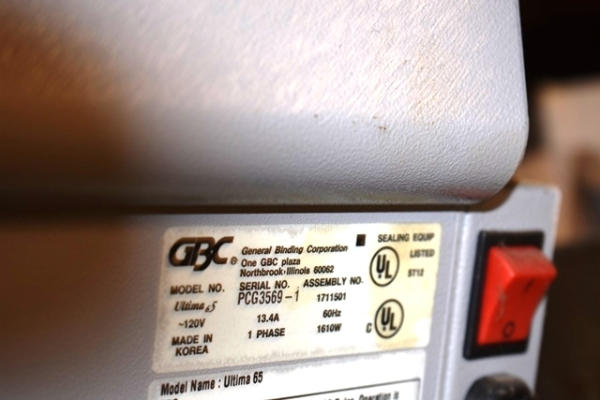 GBC ® General Binding Corporation
One GBC plaza
Northbrook-Illinois 60062
SEALING EQUIP
LISTED
ST12
UL
MODEL NO. SERIAL NO. ASSEMBLY NO.
Ultima 65 PCG3569-1 1711501
~120V 13.4A 60Hz
1 PHASE 1610W
MADE IN
KOREA
C UL
Model Name : Ultima 65